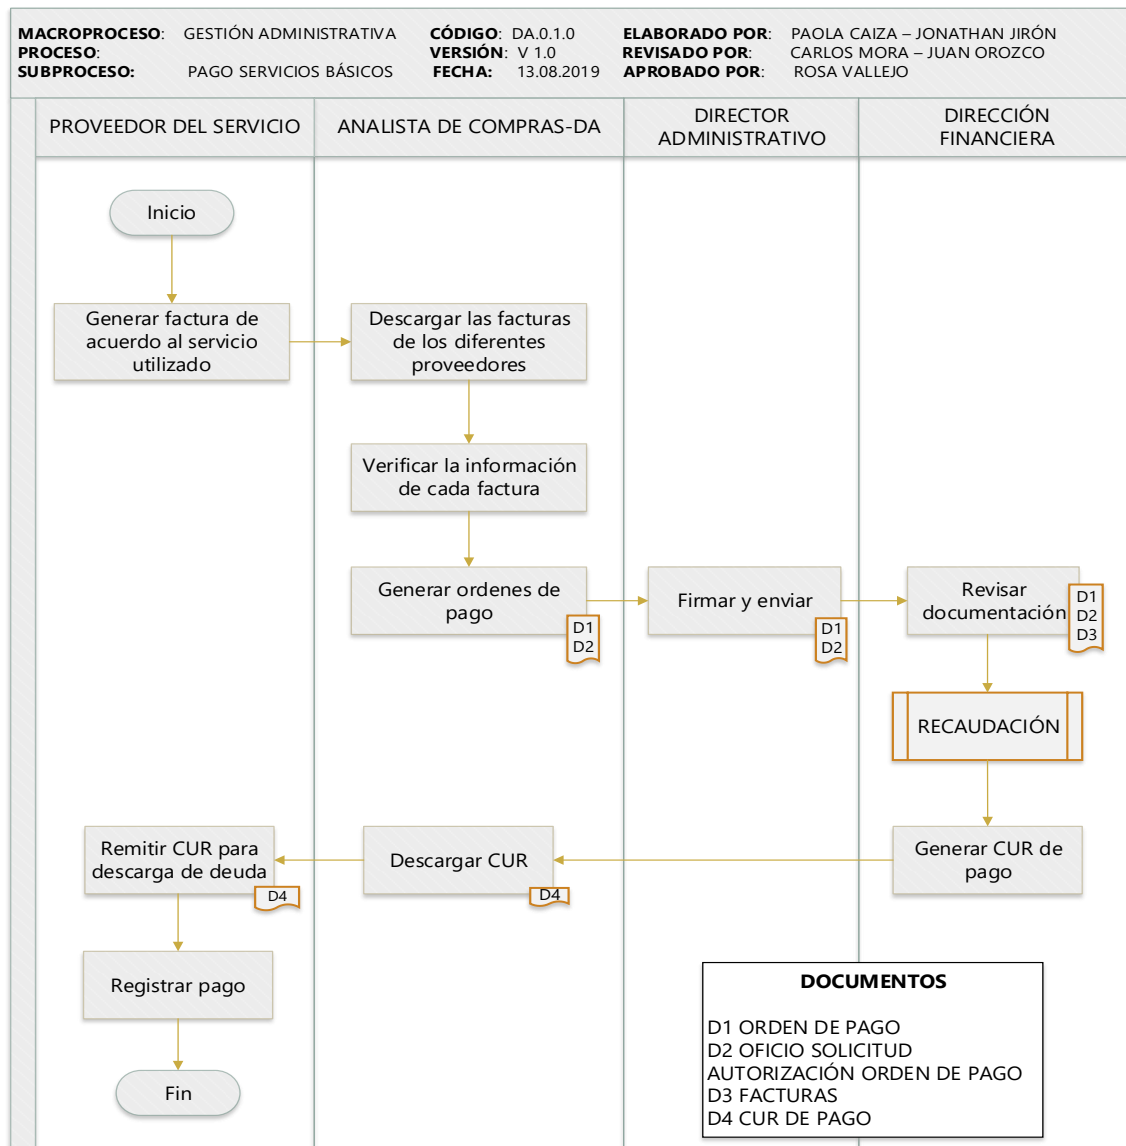 MACROPROCESO: GESTIÓN ADMINISTRATIVA CÓDIGO: DA.0.1.0 ELABORADO POR: PAOLA CAIZA – JONATHAN JIRÓN
PROCESO: VERSIÓN: V 1.0 REVISADO POR: CARLOS MORA – JUAN OROZCO
SUBPROCESO: PAGO SERVICIOS BÁSICOS FECHA: 13.08.2019 APROBADO POR: ROSA VALLEJO
PROVEEDOR DEL SERVICIO
ANALISTA DE COMPRAS-DA
DIRECTOR
ADMINISTRATIVO
DIRECCIÓN
FINANCIERA
Inicio
Generar factura de
acuerdo al servicio
utilizado
Descargar las facturas
de los diferentes
proveedores
Verificar la información
de cada factura
Generar ordenes de
pago
D1
D2
Firmar y enviar
D1
D2
Revisar
documentación
D1
D2
D3
RECAUDACIÓN
Generar CUR de
pago
Descargar CUR
D4
Remitir CUR para
descarga de deuda
D4
Registrar pago
Fin
DOCUMENTOS
D1 ORDEN DE PAGO
D2 OFICIO SOLICITUD
AUTORIZACIÓN ORDEN DE PAGO
D3 FACTURAS
D4 CUR DE PAGO